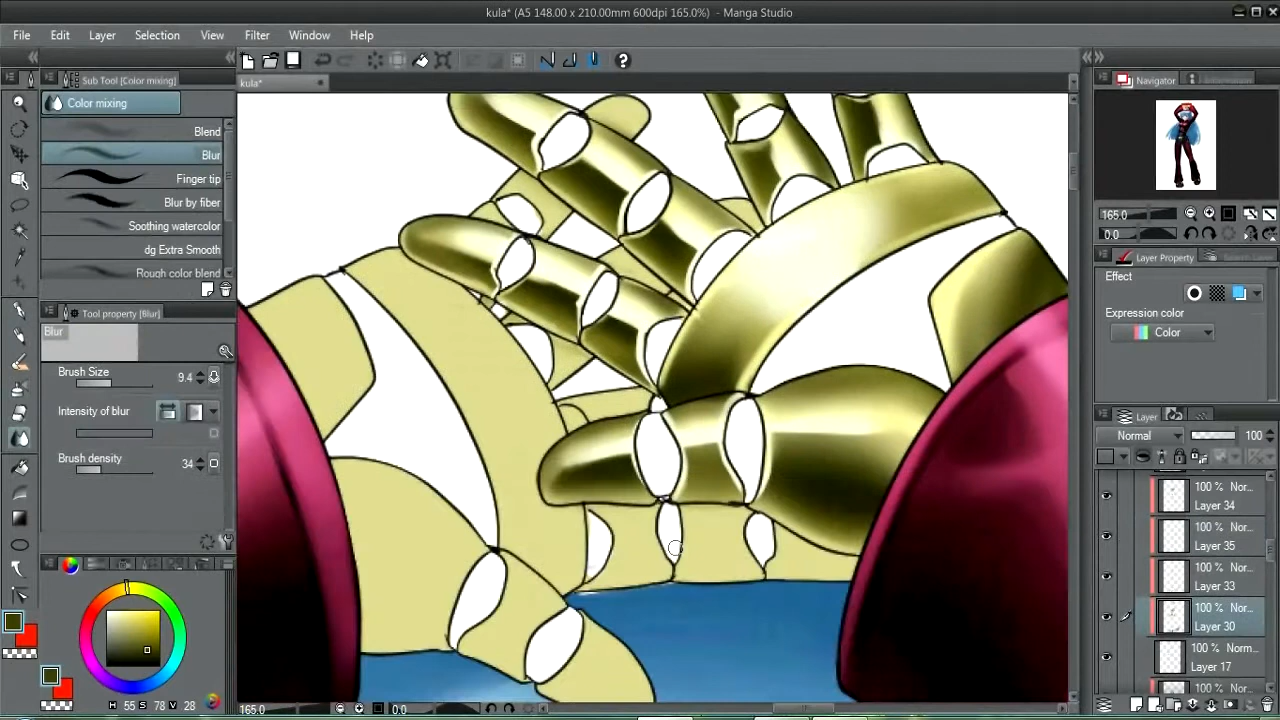 kula* (A5 148.00 x 210.00mm 600dpi 165.0%) - Manga Studio
File Edit Layer Selection View Filter Window Help
Sub Tool [Color mixing]
Color mixing
Blend
Blur
Finger tip
Blur by fiber
Soothing watercolor
dg Extra Smooth
Rough color blend
Tool property [Blur]
Blur
Brush Size 9.4
Intensity of blur
Brush density 34
H 55 S 78 V 28
kula*
165.0 0.0
Navigator
165.0
0.0
Layer Property
Effect
Expression color
Color
Layer
Normal 100
100 % Nor...
Layer 34
100 % Nor...
Layer 35
100 % Nor...
Layer 33
100 % Nor...
Layer 30
100 % Norm...
Layer 17
100 % Nor...